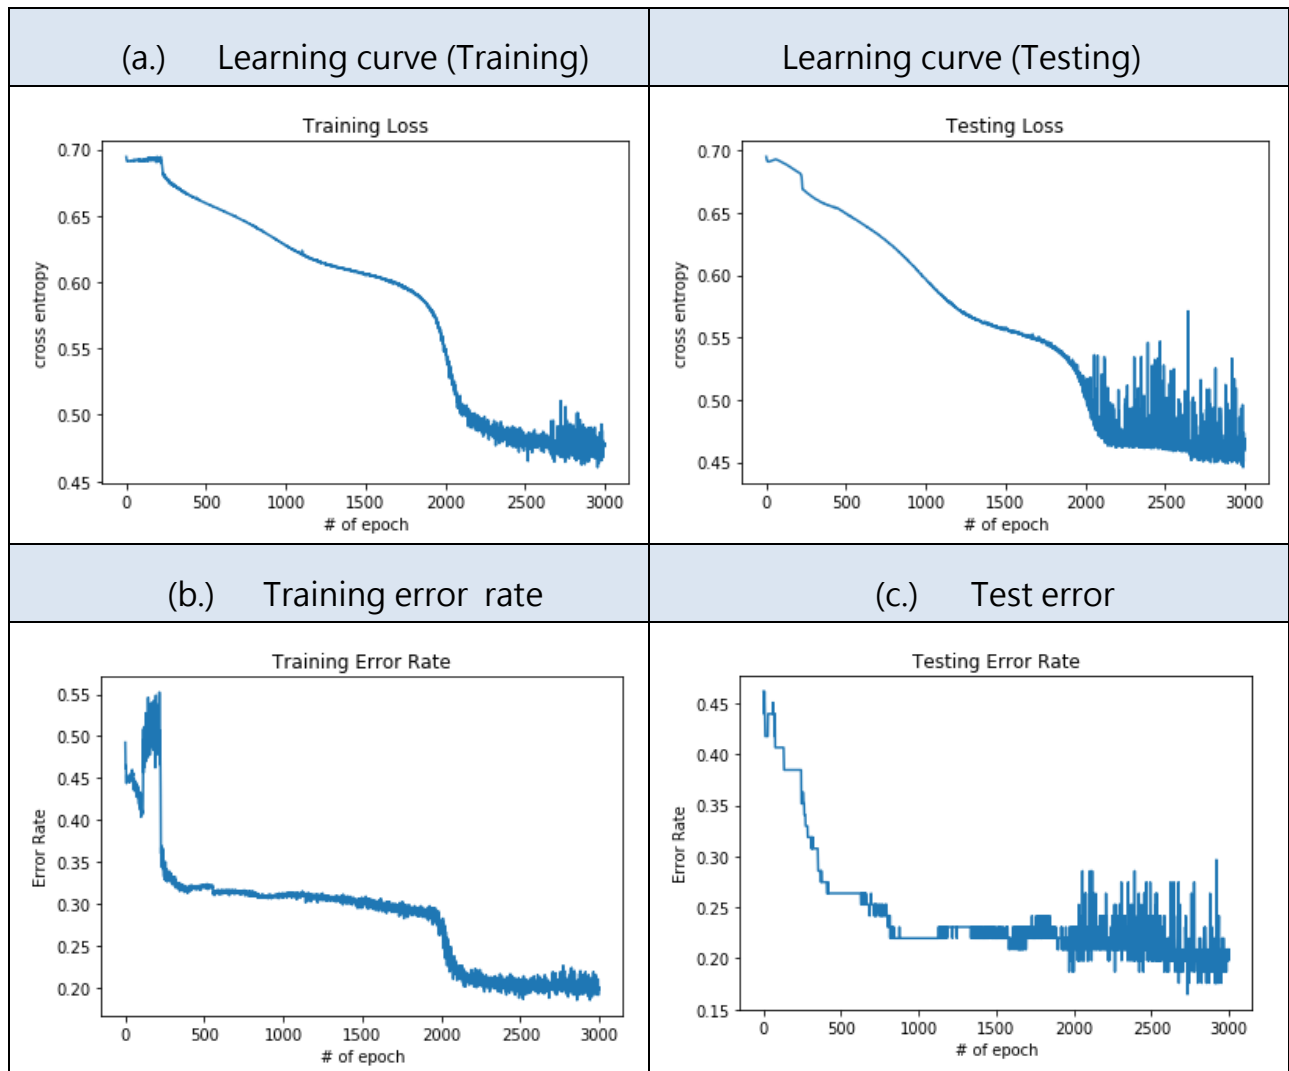 (a.) Learning curve (Training)
Learning curve (Testing)
Training Loss
cross entropy
0.70
0.65
0.60
0.55
0.50
0.45
0 500 1000 1500 2000 2500 3000
# of epoch
Testing Loss
cross entropy
0.70
0.65
0.60
0.55
0.50
0.45
0 500 1000 1500 2000 2500 3000
# of epoch
(b.) Training error rate
(c.) Test error
Training Error Rate
Error Rate
0.55
0.50
0.45
0.40
0.35
0.30
0.25
0.20
0 500 1000 1500 2000 2500 3000
# of epoch
Testing Error Rate
Error Rate
0.45
0.40
0.35
0.30
0.25
0.20
0.15
0 500 1000 1500 2000 2500 3000
# of epoch